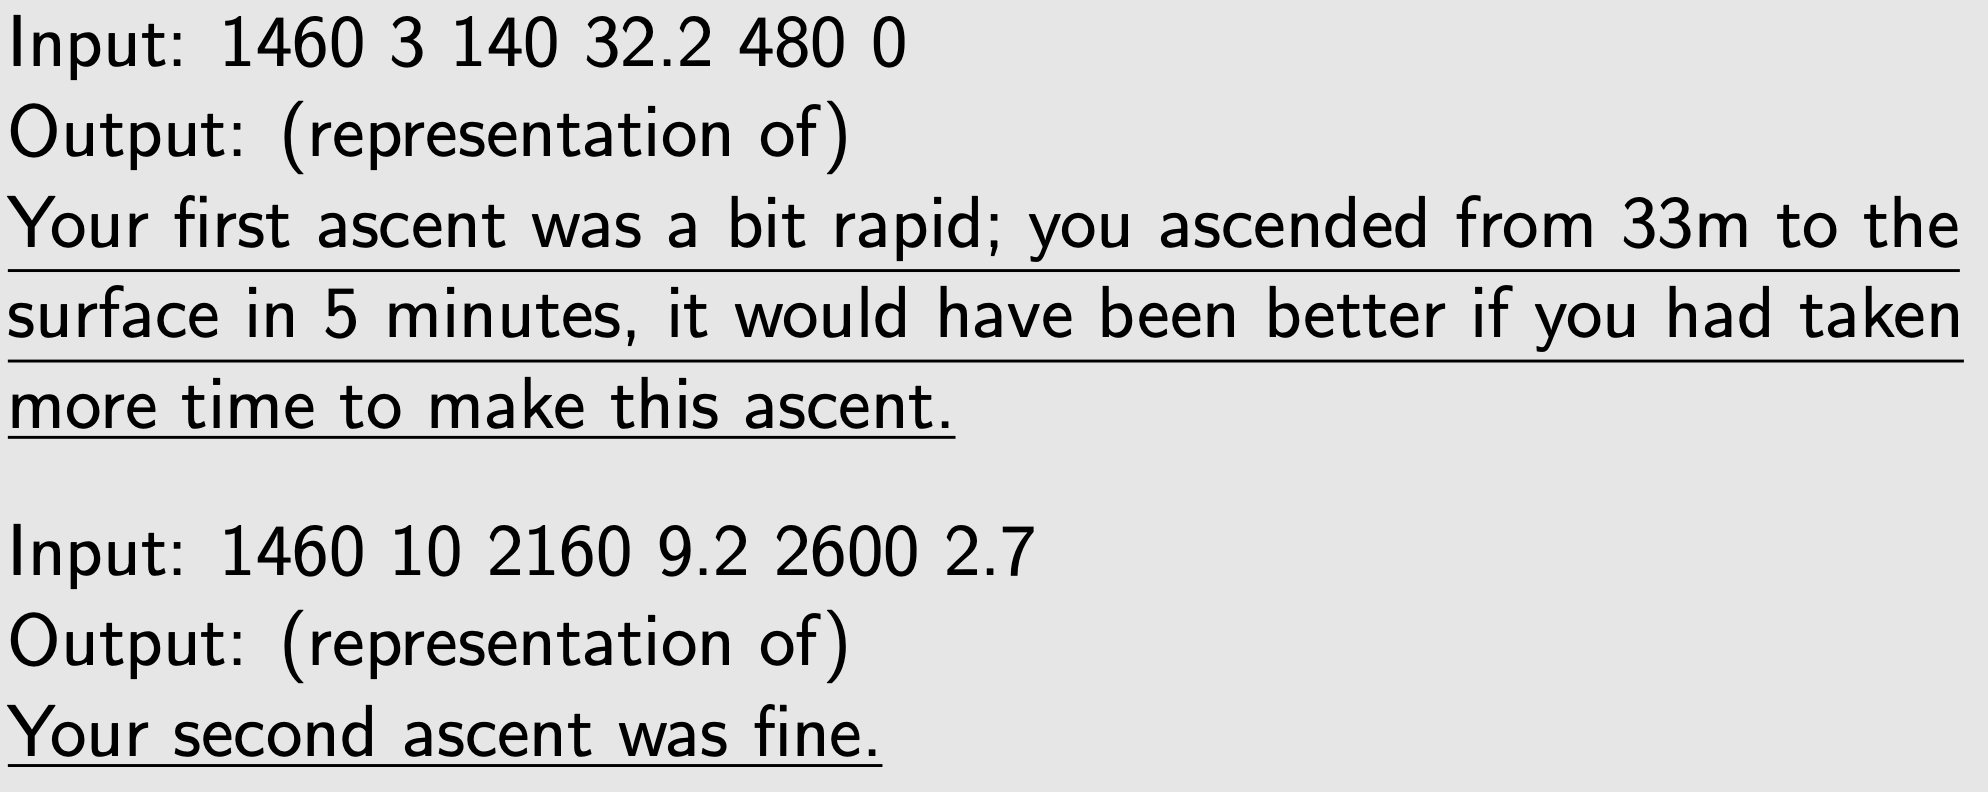 Input: 1460 3 140 32.2 480 0
Output: (representation of)
Your first ascent was a bit rapid; you ascended from 33m to the
surface in 5 minutes, it would have been better if you had taken
more time to make this ascent.
Input: 1460 10 2160 9.2 2600 2.7
Output: (representation of)
Your second ascent was fine.